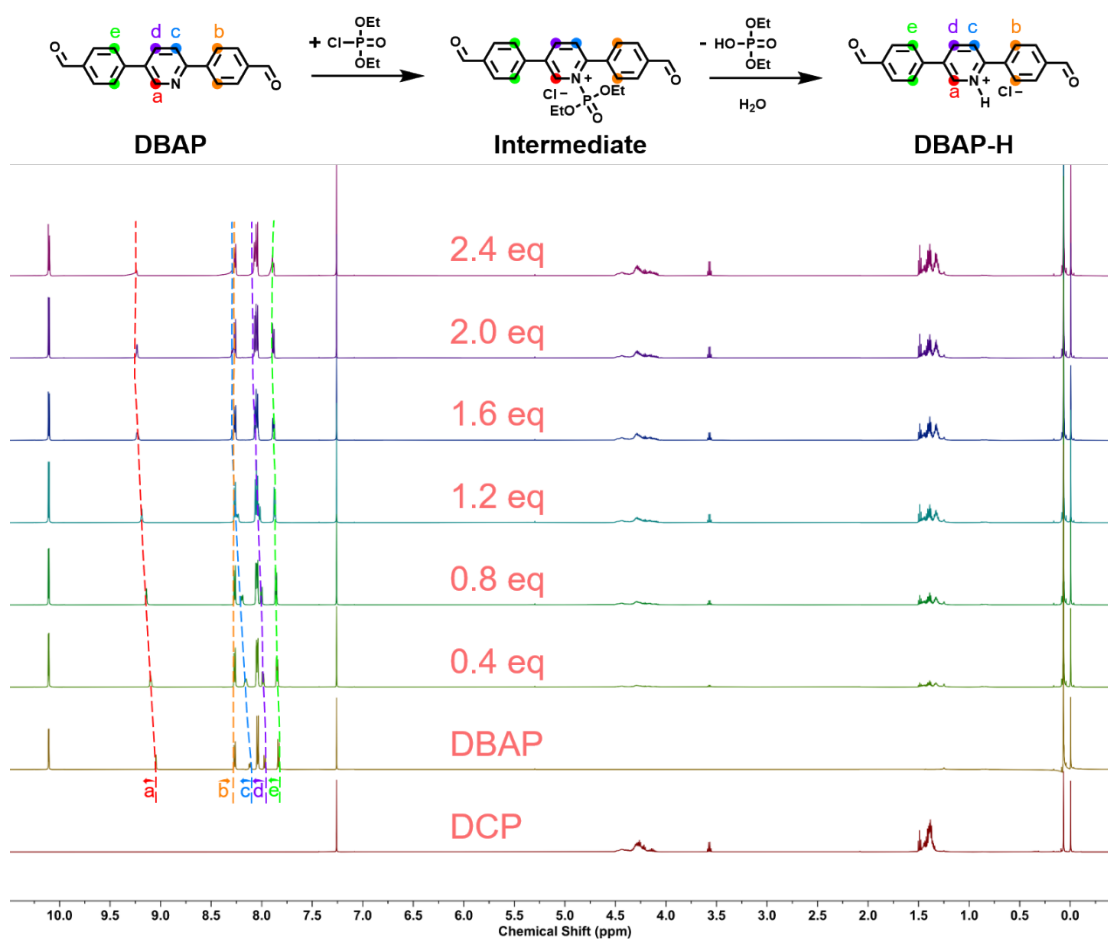 e d c b
a
N
O
O
+
OEt
Cl P O
OEt
N+
Cl−
OEt
EtO P
O
O
O
-
OEt
HO P O
OEt
H2O
e d c b
a
N+
H
Cl−
O
O
DBAP
Intermediate
DBAP-H
2.4 eq
2.0 eq
1.6 eq
1.2 eq
0.8 eq
0.4 eq
DBAP
a b c d e
DCP
10.0 9.5 9.0 8.5 8.0 7.5 7.0 6.5 6.0 5.5 5.0 4.5 4.0 3.5 3.0 2.5 2.0 1.5 1.0 0.5 0.0
Chemical Shift (ppm)